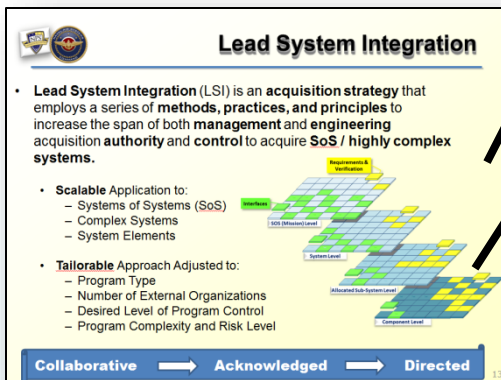 Lead System Integration
• Lead System Integration (LSI) is an acquisition strategy that
employs a series of methods, practices, and principles to
increase the span of both management and engineering
acquisition authority and control to acquire SoS / highly complex
systems.
• Scalable Application to:
– Systems of Systems (SoS)
– Complex Systems
– System Elements
• Tailorable Approach Adjusted to:
– Program Type
– Number of External Organizations
– Desired Level of Program Control
– Program Complexity and Risk Level
Requirements &
Verification
Interfaces
SOS (Mission) Level
System Level
Allocated Sub-System Level
Component Level
Collaborative Acknowledged Directed
13